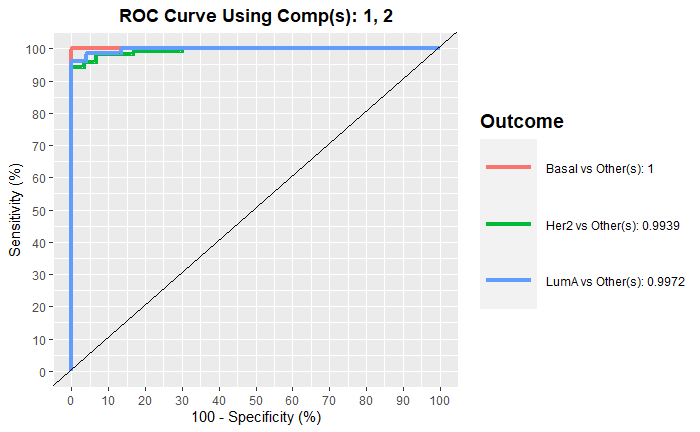 ROC Curve Using Comp(s): 1, 2
100
90
80
70
60
50
40
30
20
10
0
Sensitivity (%)
0 10 20 30 40 50 60 70 80 90 100
100 - Specificity (%)
Outcome
Basal vs Other(s): 1
Her2 vs Other(s): 0.9939
LumA vs Other(s): 0.9972